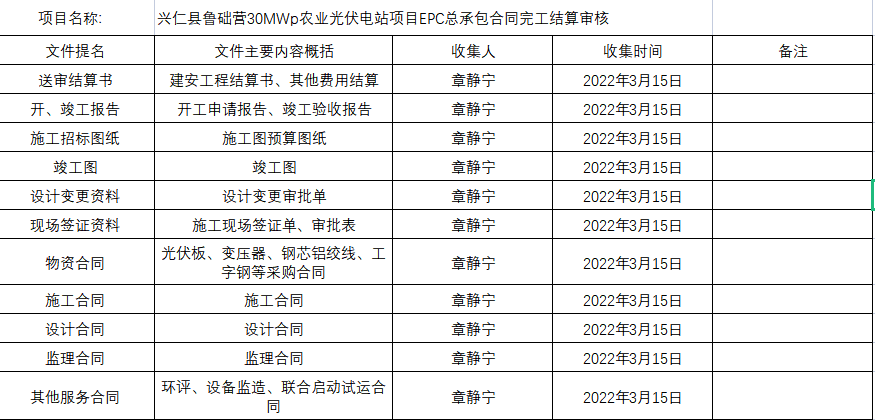 项目名称: 兴仁县鲁础营30MWp农业光伏电站项目EPC总承包合同完工结算审核
文件提名 文件主要内容概括 收集人 收集时间 备注
送审结算书 建安工程结算书、其他费用结算 章静宁 2022年3月15日
开、竣工报告 开工申请报告、竣工验收报告 章静宁 2022年3月15日
施工招标图纸 施工图预算图纸 章静宁 2022年3月15日
竣工图 竣工图 章静宁 2022年3月15日
设计变更资料 设计变更审批单 章静宁 2022年3月15日
现场签证资料 施工现场签证单、审批表 章静宁 2022年3月15日
物资合同 光伏板、变压器、钢芯铝绞线、工
字钢等采购合同 章静宁 2022年3月15日
施工合同 施工合同 章静宁 2022年3月15日
设计合同 设计合同 章静宁 2022年3月15日
监理合同 监理合同 章静宁 2022年3月15日
其他服务合同 环评、设备监造、联合启动试运合
同 章静宁 2022年3月15日